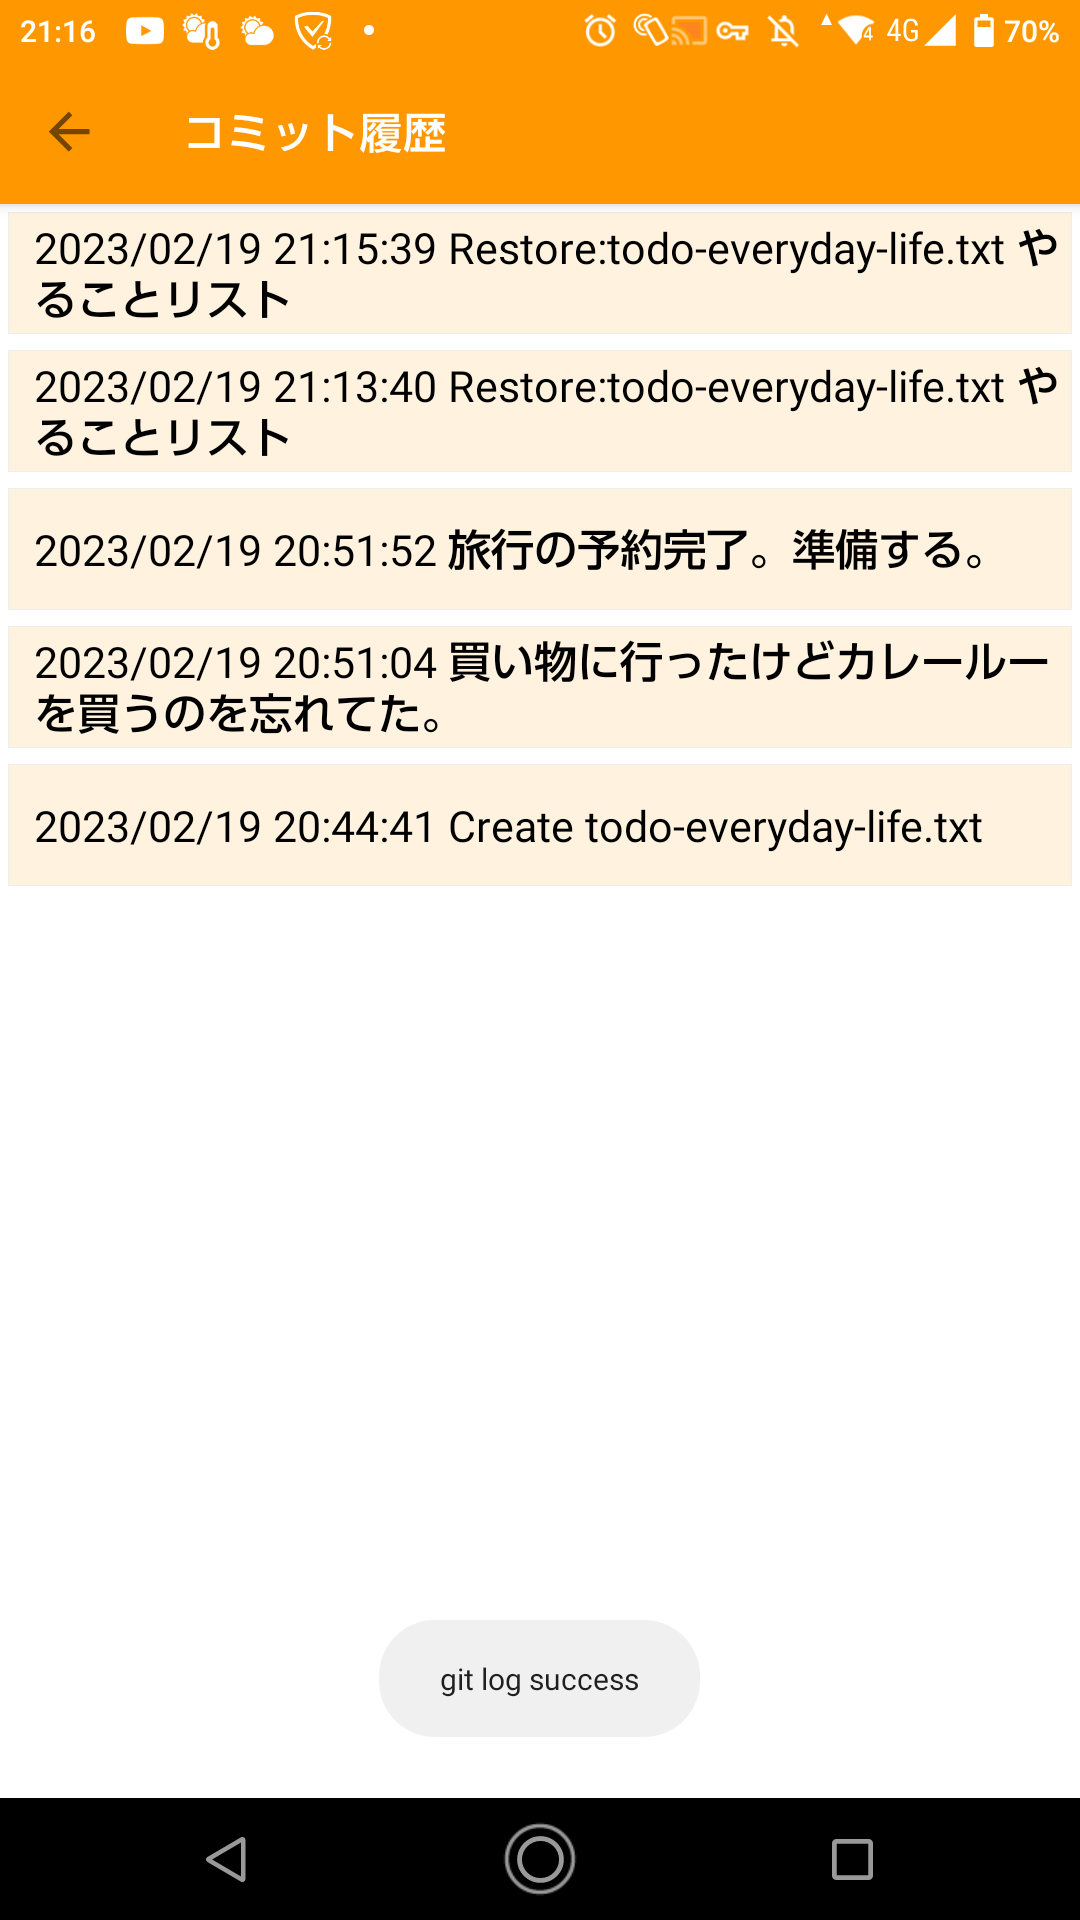 21:16 4 4G 70%
コミット履歴
2023/02/19 21:15:39 Restore:todo-everyday-life.txt や
ることリスト
2023/02/19 21:13:40 Restore:todo-everyday-life.txt や
ることリスト
2023/02/19 20:51:52 旅行の予約完了。準備する。
2023/02/19 20:51:04 買い物に行ったけどカレールー
を買うのを忘れてた。
2023/02/19 20:44:41 Create todo-everyday-life.txt
git log success